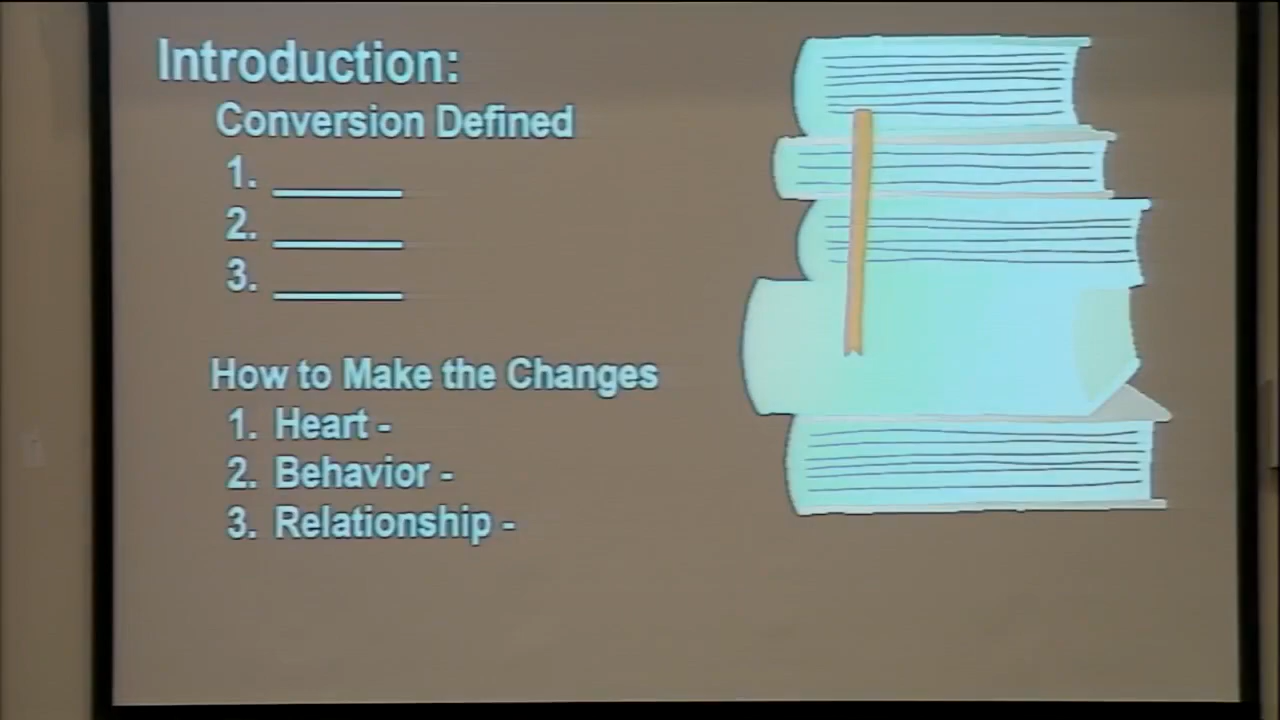 Introduction:
Conversion Defined
1. ______
2. ______
3. ______
How to Make the Changes
1. Heart -
2. Behavior -
3. Relationship -